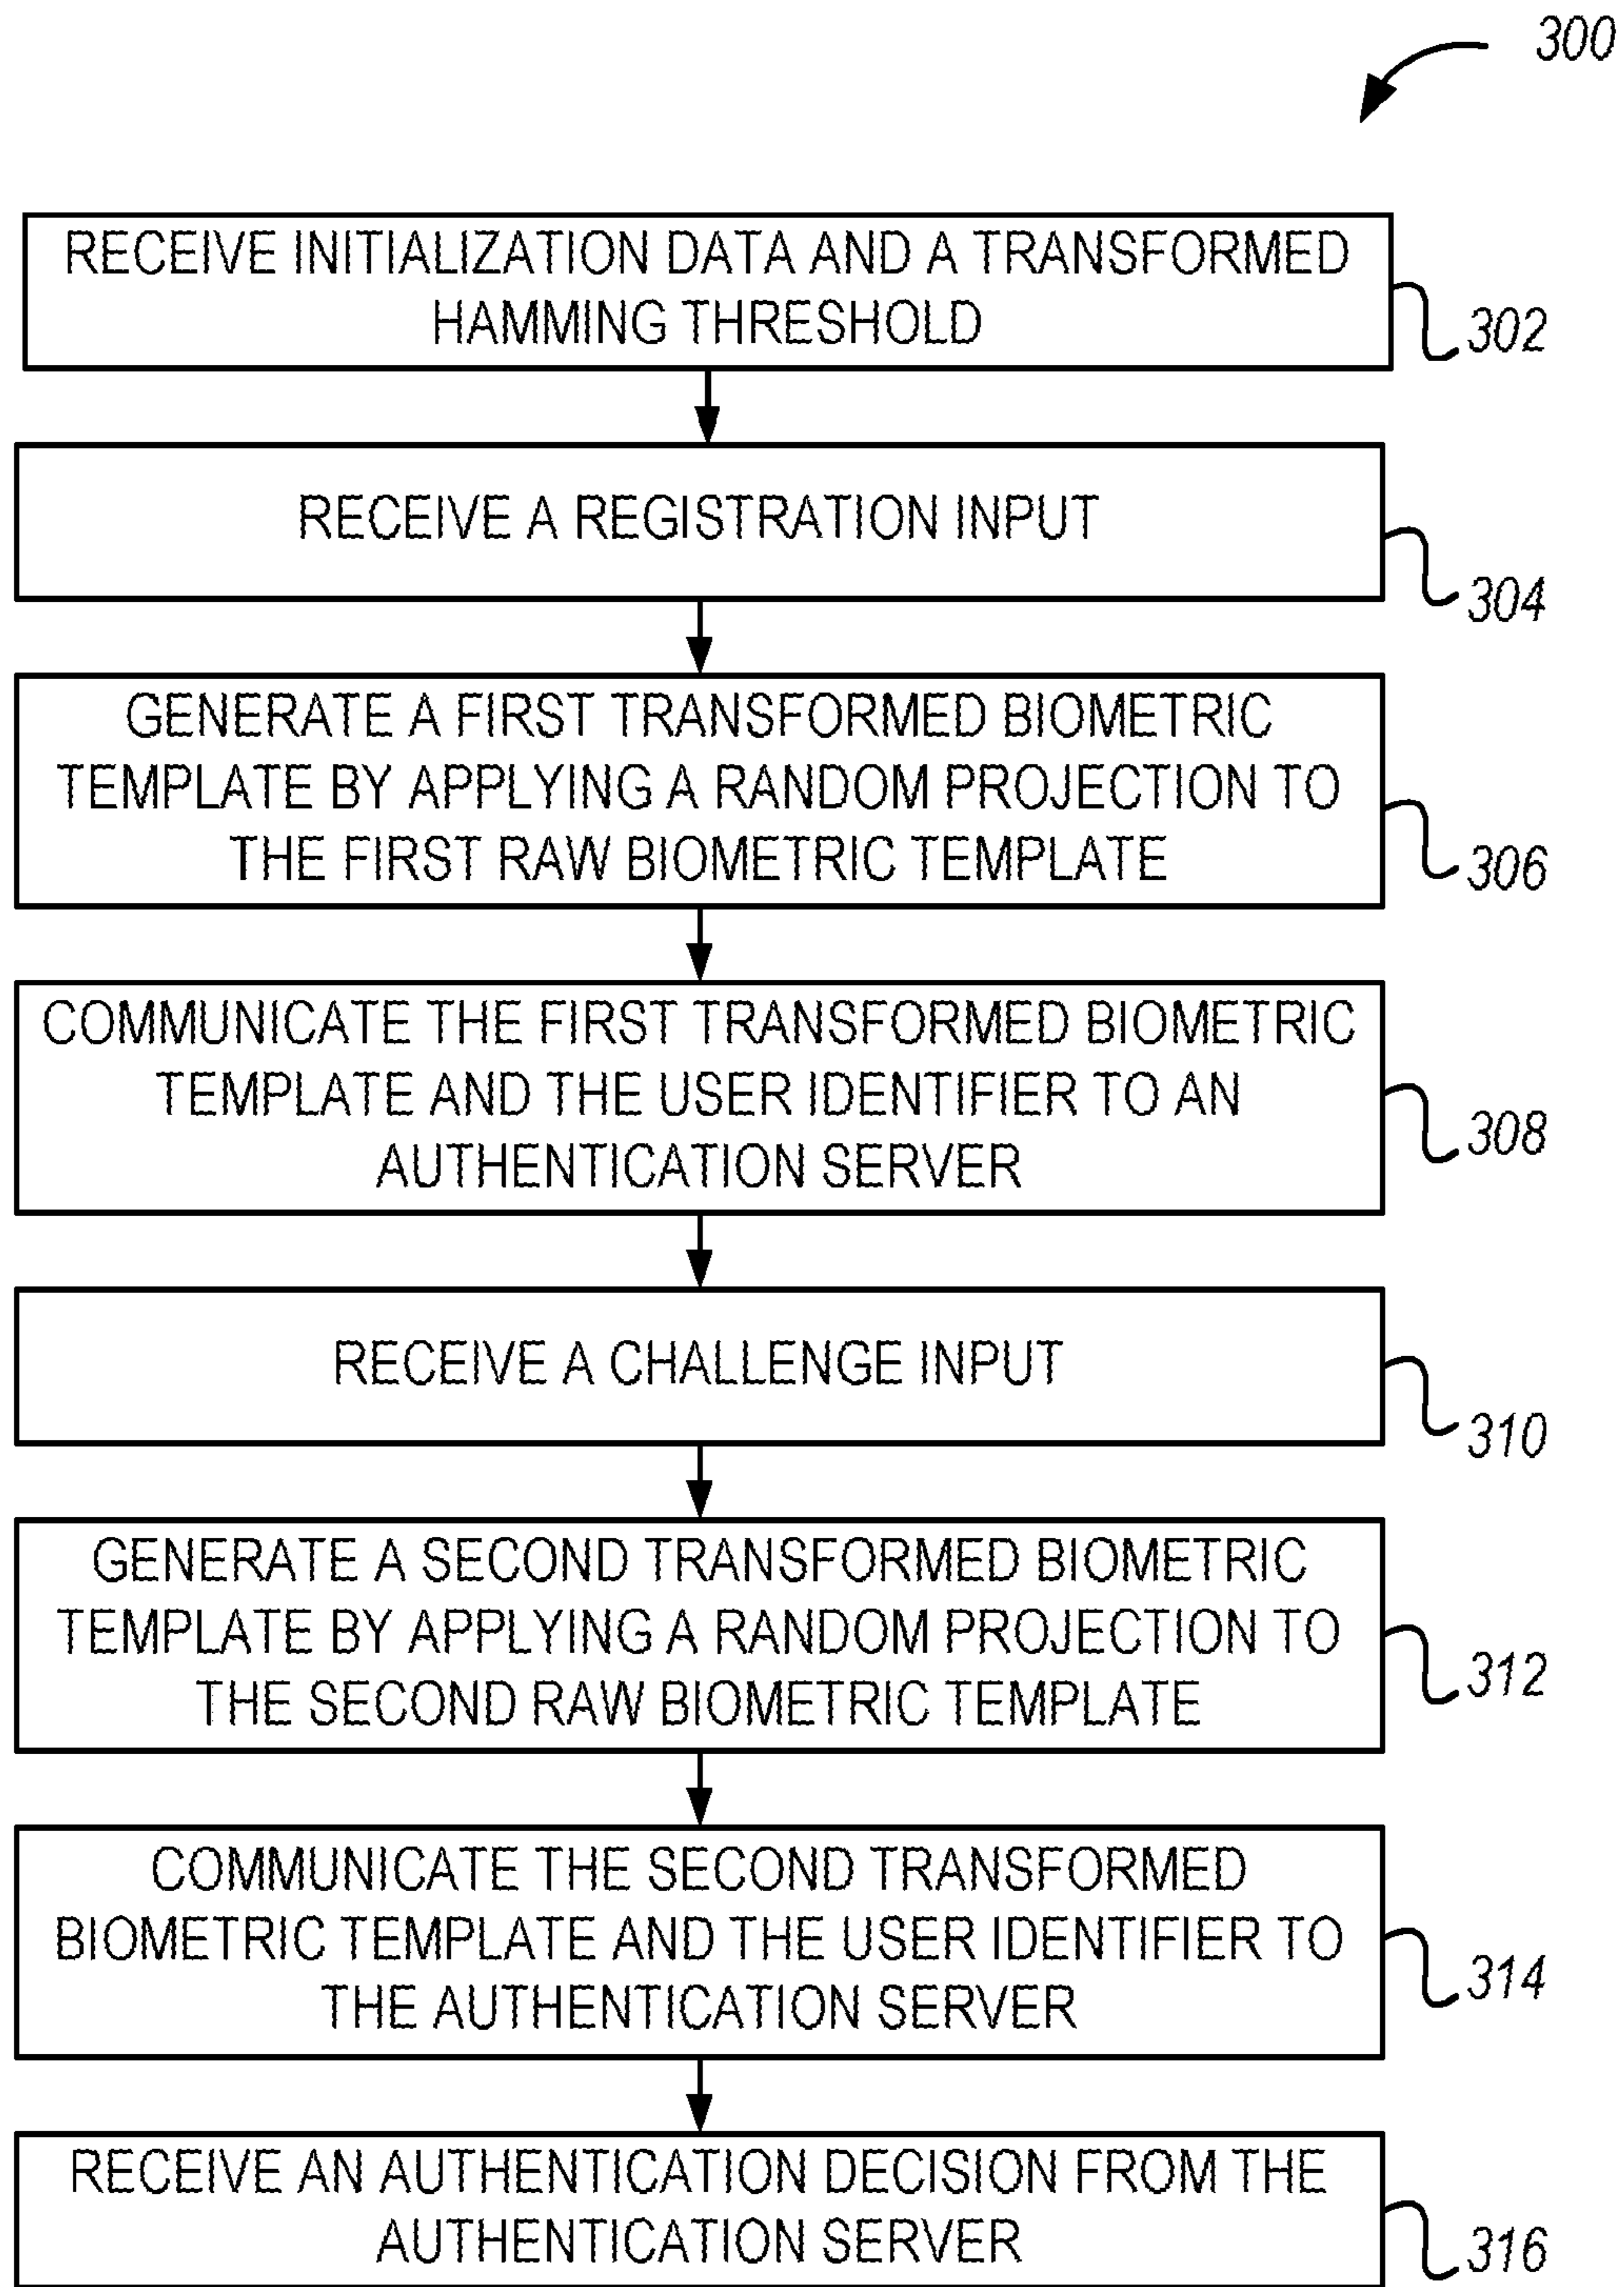 300
RECEIVE INITIALIZATION DATA AND A TRANSFORMED
HAMMING THRESHOLD
302
RECEIVE A REGISTRATION INPUT
304
GENERATE A FIRST TRANSFORMED BIOMETRIC
TEMPLATE BY APPLYING A RANDOM PROJECTION TO
THE FIRST RAW BIOMETRIC TEMPLATE
306
COMMUNICATE THE FIRST TRANSFORMED BIOMETRIC
TEMPLATE AND THE USER IDENTIFIER TO AN
AUTHENTICATION SERVER
308
RECEIVE A CHALLENGE INPUT
310
GENERATE A SECOND TRANSFORMED BIOMETRIC
TEMPLATE BY APPLYING A RANDOM PROJECTION TO
THE SECOND RAW BIOMETRIC TEMPLATE
312
COMMUNICATE THE SECOND TRANSFORMED
BIOMETRIC TEMPLATE AND THE USER IDENTIFIER TO
THE AUTHENTICATION SERVER
314
RECEIVE AN AUTHENTICATION DECISION FROM THE
AUTHENTICATION SERVER
316